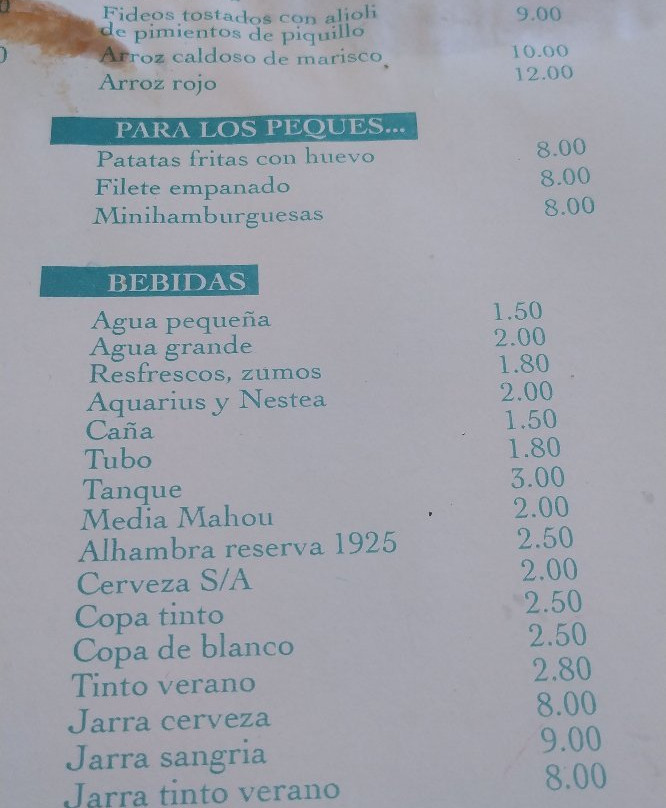 Fideos tostados con alioli 9.00
de pimientos de piquillo
Arroz caldoso de marisco 10.00
Arroz rojo 12.00
PARA LOS PEQUES...
Patatas fritas con huevo 8.00
Filete empanado 8.00
Minihamburguesas 8.00
BEBIDAS
Agua pequeña 1.50
Agua grande 2.00
Resfrescos, zumos 1.80
Aquarius y Nestea 2.00
Caña 1.50
Tubo 1.80
Tanque 3.00
Media Mahou 2.00
Alhambra reserva 1925 2.50
Cerveza S/A 2.00
Copa tinto 2.50
Copa de blanco 2.50
Tinto verano 2.80
Jarra cerveza 8.00
Jarra sangria 9.00
Jarra tinto verano 8.00